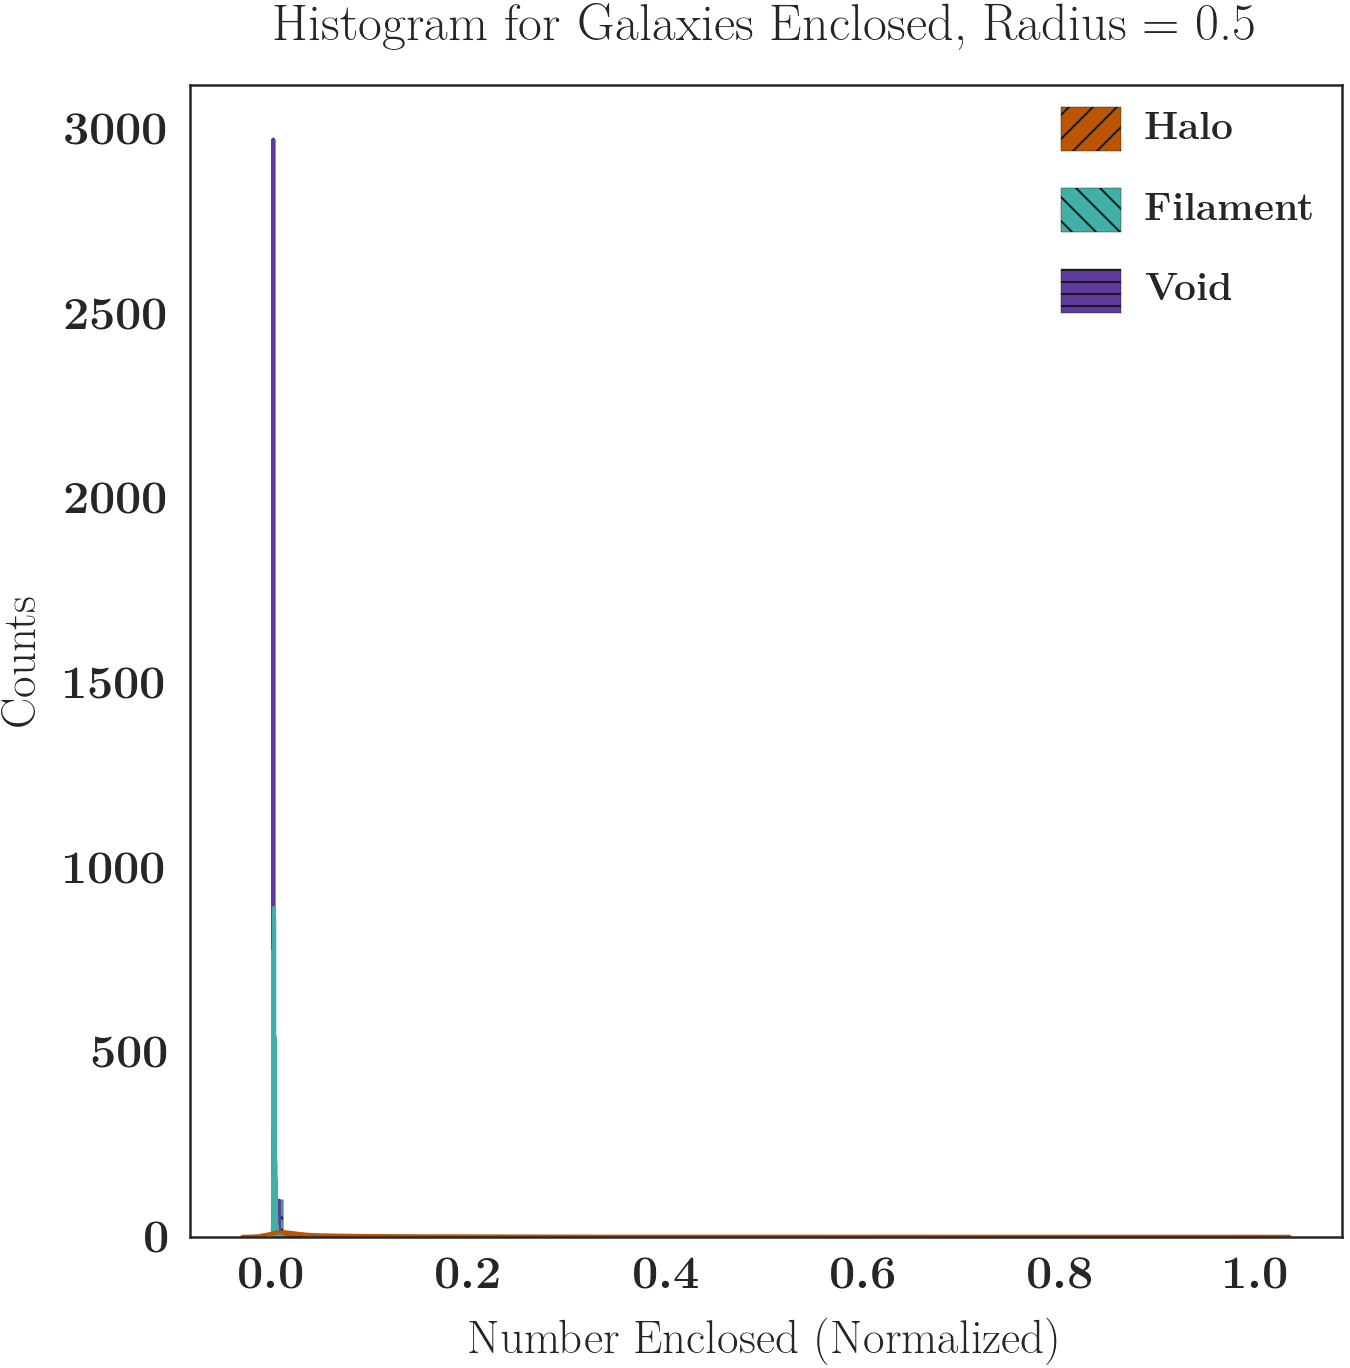 Histogram for Galaxies Enclosed, Radius = 0.5
Halo
Filament
Void
Counts
3000
2500
2000
1500
1000
500
0
0.0 0.2 0.4 0.6 0.8 1.0
Number Enclosed (Normalized)